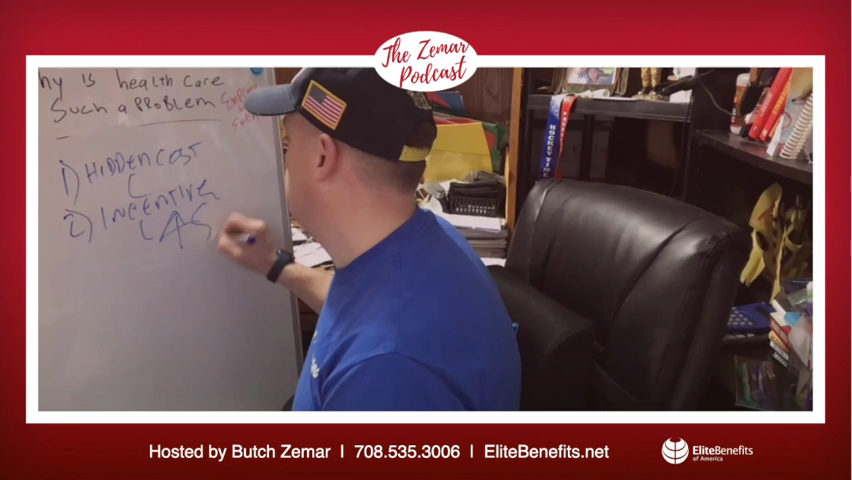 The Zemar
Podcast
hy is health care
Such a PROBLEM
1) HIDDEN COST
2) INCENTIVE
HOCKEYTIME
Hosted by Butch Zemar | 708.535.3006 | EliteBenefits.net
EliteBenefits
of America